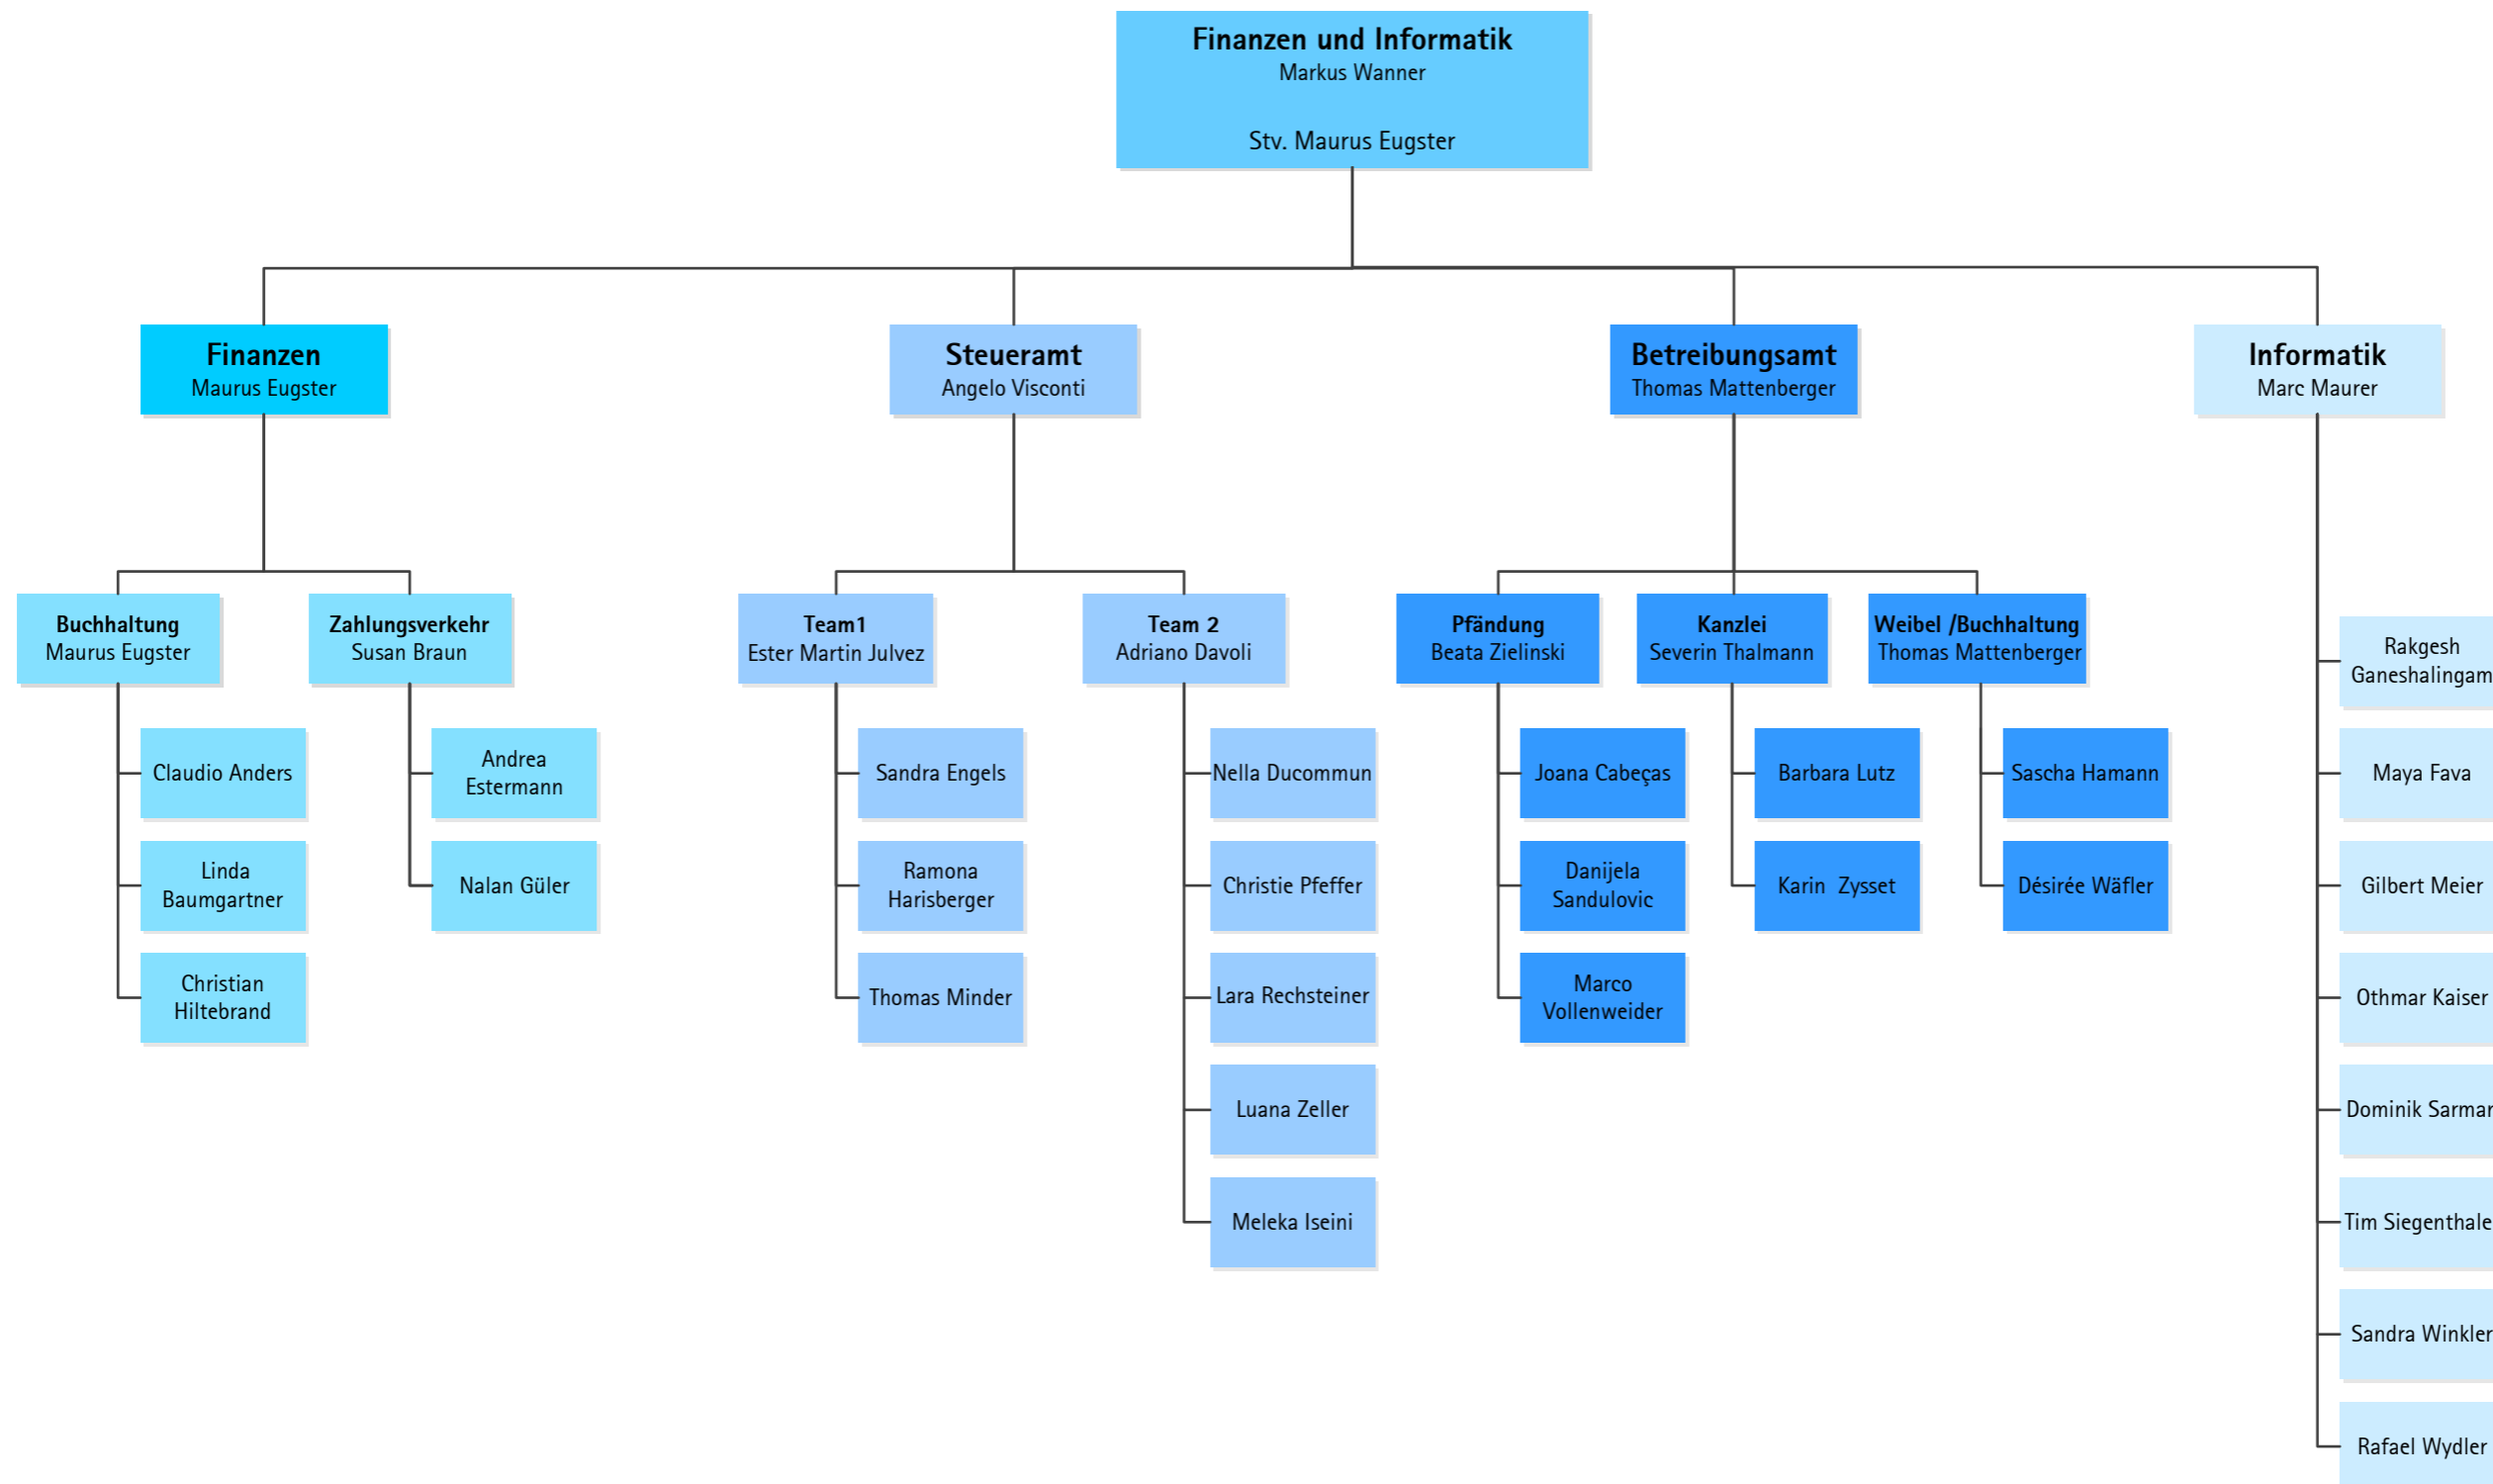 Finanzen und Informatik
Markus Wanner
Stv. Maurus Eugster
Finanzen
Maurus Eugster
Steueramt
Angelo Visconti
Betreibungsamt
Thomas Mattenberger
Informatik
Marc Maurer
Buchhaltung
Maurus Eugster
Zahlungsverkehr
Susan Braun
Team1
Ester Martin Julvez
Team 2
Adriano Davoli
Pfändung
Beata Zielinski
Kanzlei
Severin Thalmann
Weibel /Buchhaltung
Thomas Mattenberger
Claudio Anders
Linda
Baumgartner
Christian
Hiltebrand
Andrea
Estermann
Nalan Güler
Sandra Engels
Ramona
Harisberger
Thomas Minder
Nella Ducommun
Christie Pfeffer
Lara Rechsteiner
Luana Zeller
Meleka Iseini
Joana Cabeças
Danijela
Sandulovic
Marco
Vollenweider
Barbara Lutz
Karin Zysset
Sascha Hamann
Désirée Wäfler
Rakgesh
Ganeshalingam
Maya Fava
Gilbert Meier
Othmar Kaiser
Dominik
Tim
Sandra Winkler
Rafael Wydler